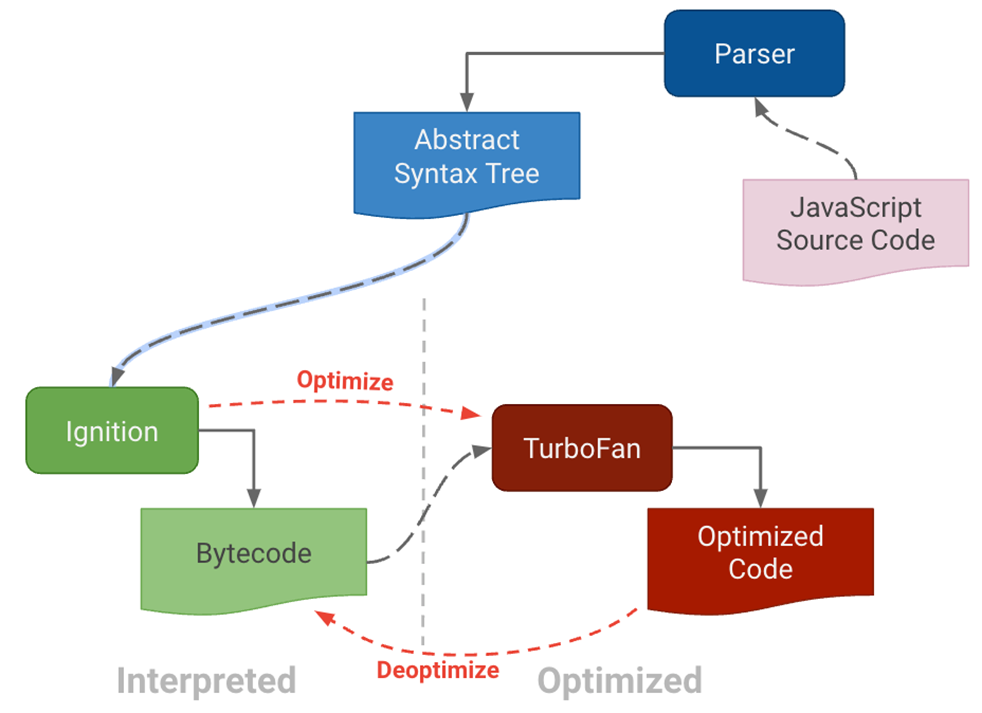 Parser
Abstract
Syntax Tree
JavaScript
Source Code
Optimize
Ignition
TurboFan
Bytecode
Optimized
Code
Deoptimize
Interpreted
Optimized